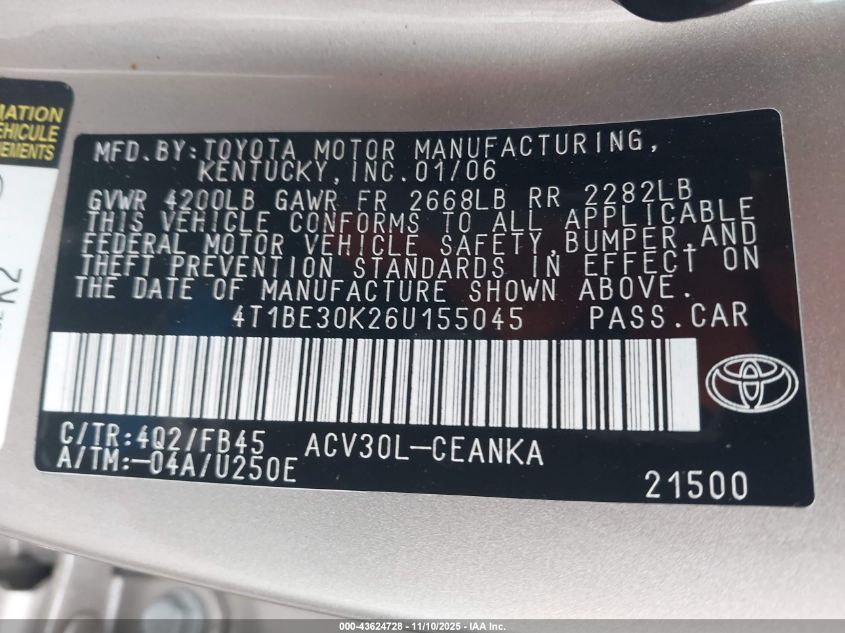 MATION
EHICULE
NEMENTS
K2
MFD.BY:TOYOTA MOTOR MANUFACTURING,
KENTUCKY,INC.01/06
GVWR 4200LB GAWR FR 2668LB RR 2282LB
THIS VEHICLE CONFORMS TO ALL APPLICABLE
FEDERAL MOTOR VEHICLE SAFETY,BUMPER,AND
THEFT PREVENTION STANDARDS IN EFFECT ON
THE DATE OF MANUFACTURE SHOWN ABOVE.
4T1BE30K26U155045 PASS.CAR
C/TR:4Q2/FB45 ACV30L-CEANKA
A/TM:-04A/U250E
21500
000-43624728 - 11/10/2025 - IAA Inc.